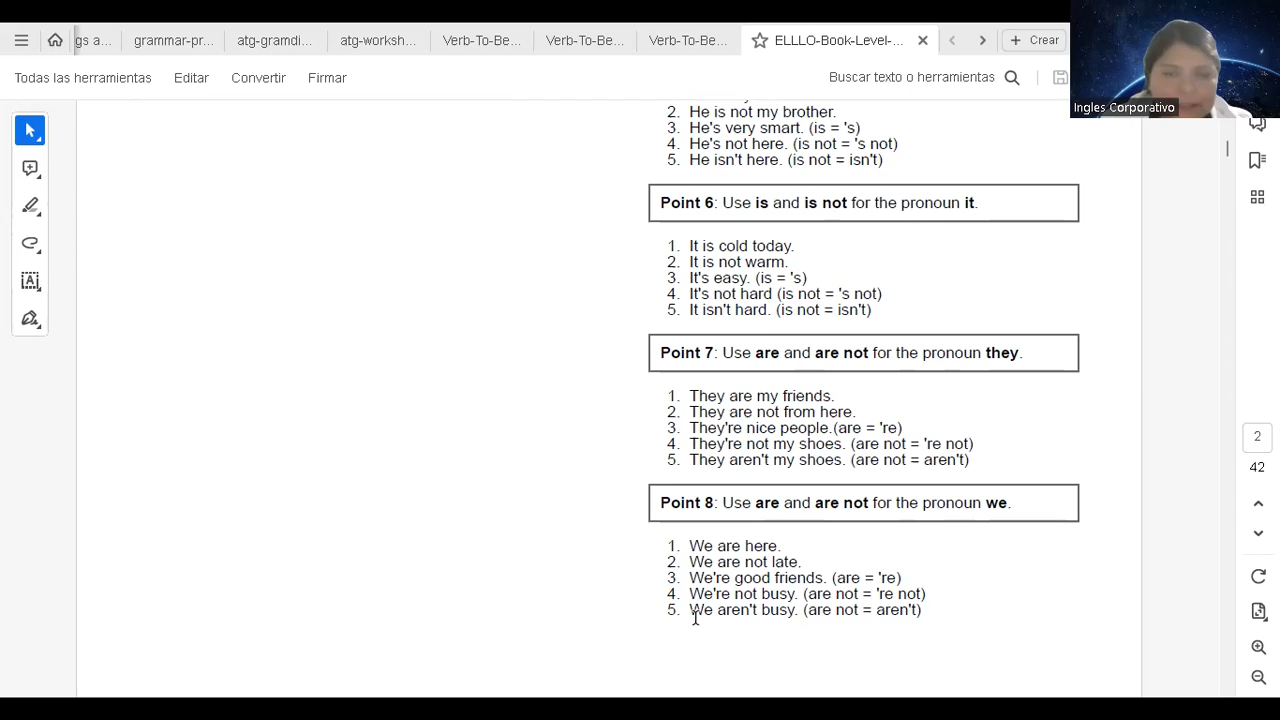 gs a...
grammar-pr...
atg-gramdi...
atg-worksh...
Verb-To-Be...
Verb-To-Be...
Verb-To-Be...
ELLLO-Book-Level-...
Crear
Todas las herramientas
Editar
Convertir
Firmar
Buscar texto o herramientas
Ingles Corporativo
2. He is not my brother.
3. He's very smart. (is = 's)
4. He's not here. (is not = 's not)
5. He isn't here. (is not = isn't)
Point 6: Use is and is not for the pronoun it.
1. It is cold today.
2. It is not warm.
3. It's easy. (is = 's)
4. It's not hard (is not = 's not)
5. It isn't hard. (is not = isn't)
Point 7: Use are and are not for the pronoun they.
1. They are my friends.
2. They are not from here.
3. They're nice people.(are = 're)
4. They're not my shoes. (are not = 're not)
5. They aren't my shoes. (are not = aren't)
Point 8: Use are and are not for the pronoun we.
1. We are here.
2. We are not late.
3. We're good friends. (are = 're)
4. We're not busy. (are not = 're not)
5. We aren't busy. (are not = aren't)
2
42